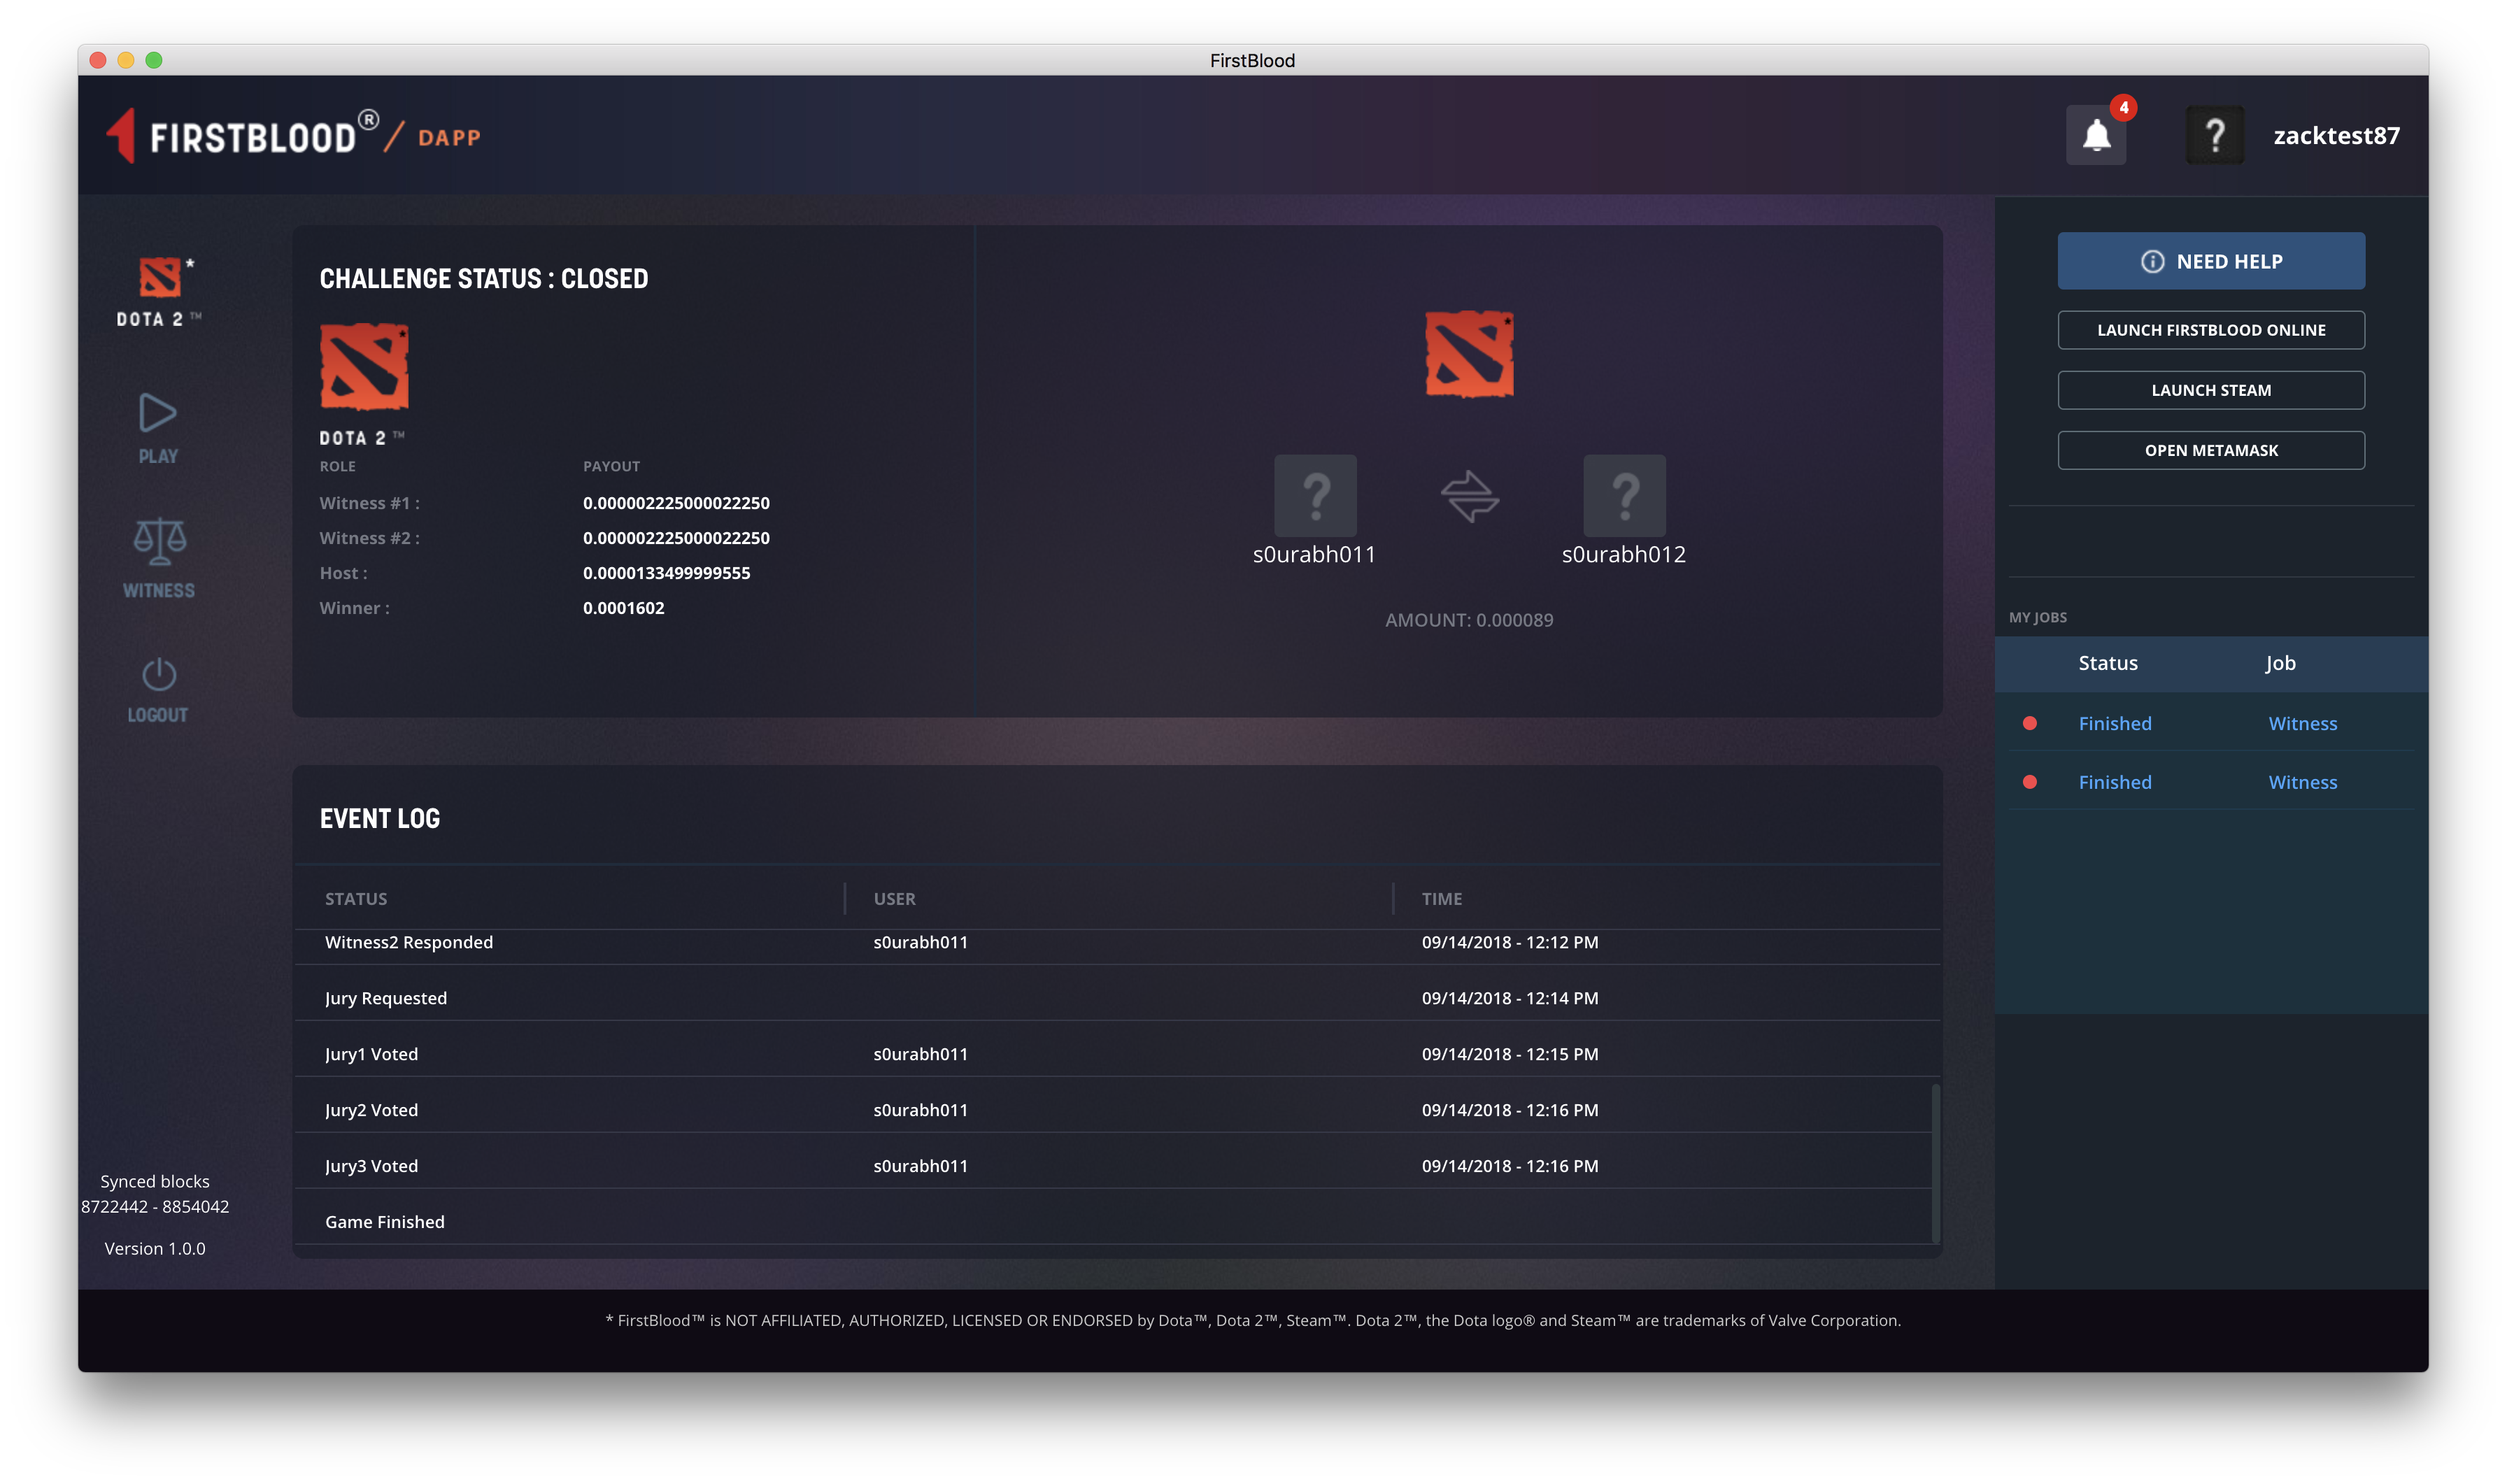 FirstBlood
FIRSTBLOOD® / DAPP
4
?
zacktest87
*
DOTA 2 ™
PLAY
WITNESS
LOGOUT
Synced blocks
8722442 - 8854042
Version 1.0.0
CHALLENGE STATUS : CLOSED
DOTA 2 ™
ROLE PAYOUT
Witness #1 : 0.000002225000022250
Witness #2 : 0.000002225000022250
Host : 0.0000133499999555
Winner : 0.0001602
? ?
s0urabh011 s0urabh012
AMOUNT: 0.000089
EVENT LOG
STATUS USER TIME
Witness2 Responded s0urabh011 09/14/2018 - 12:12 PM
Jury Requested 09/14/2018 - 12:14 PM
Jury1 Voted s0urabh011 09/14/2018 - 12:15 PM
Jury2 Voted s0urabh011 09/14/2018 - 12:16 PM
Jury3 Voted s0urabh011 09/14/2018 - 12:16 PM
Game Finished
NEED HELP
LAUNCH FIRSTBLOOD ONLINE
LAUNCH STEAM
OPEN METAMASK
MY JOBS
Status Job
Finished Witness
Finished Witness
* FirstBlood™ is NOT AFFILIATED, AUTHORIZED, LICENSED OR ENDORSED by Dota™, Dota 2™, Steam™. Dota 2™, the Dota logo® and Steam™ are trademarks of Valve Corporation.